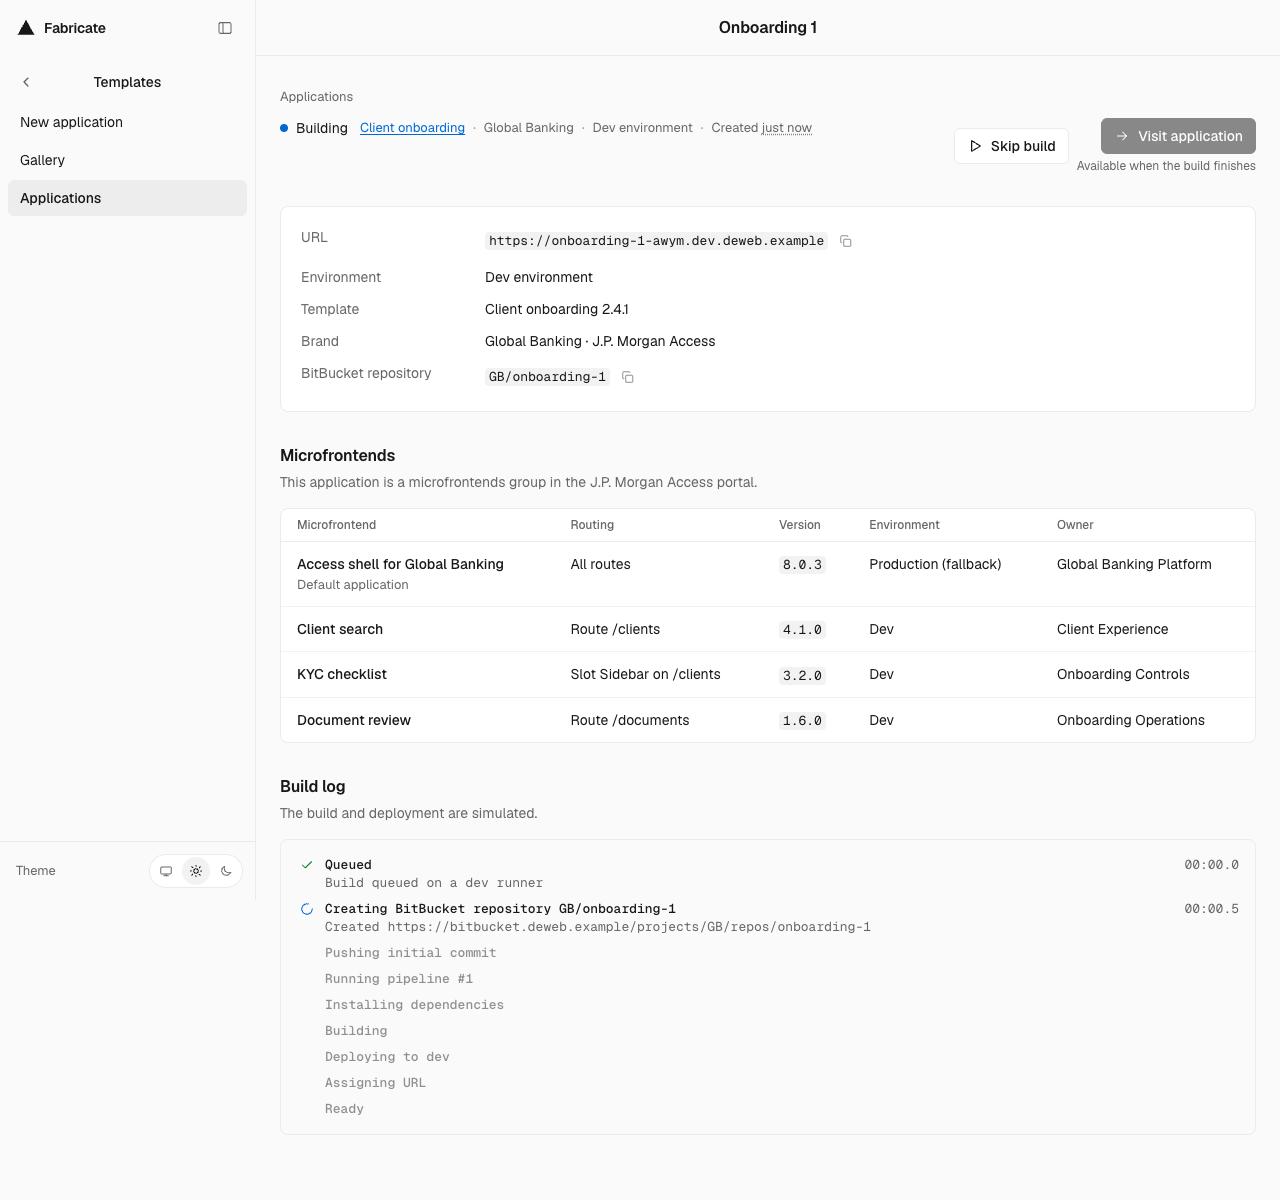 Fabricate
Onboarding 1
Templates
New application
Gallery
Applications
Applications
Building Client onboarding · Global Banking · Dev environment · Created just now
Skip build
Visit application
Available when the build finishes
URL https://onboarding-1-awym.dev.deweb.example
Environment Dev environment
Template Client onboarding 2.4.1
Brand Global Banking · J.P. Morgan Access
BitBucket repository GB/onboarding-1
Microfrontends
This application is a microfrontends group in the J.P. Morgan Access portal.
Microfrontend Routing Version Environment Owner
Access shell for Global Banking All routes 8.0.3 Production (fallback) Global Banking Platform
Default application
Client search Route /clients 4.1.0 Dev Client Experience
KYC checklist Slot Sidebar on /clients 3.2.0 Dev Onboarding Controls
Document review Route /documents 1.6.0 Dev Onboarding Operations
Build log
The build and deployment are simulated.
Queued 00:00.0
Build queued on a dev runner
Creating BitBucket repository GB/onboarding-1 00:00.5
Created https://bitbucket.deweb.example/projects/GB/repos/onboarding-1
Pushing initial commit
Running pipeline #1
Installing dependencies
Building
Deploying to dev
Assigning URL
Ready
Theme